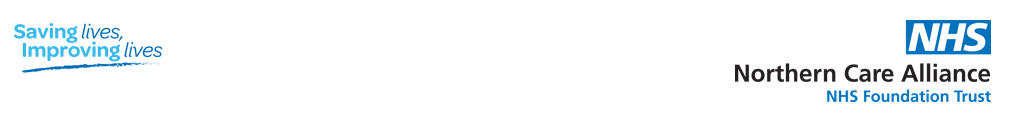 Saving lives,
Improving lives
NHS
Northern Care Alliance
NHS Foundation Trust